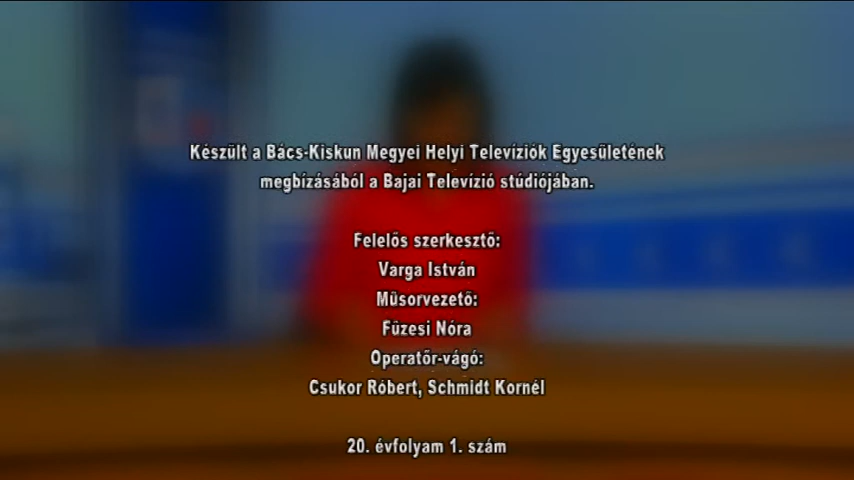 Készült a Bács-Kiskun Megyei Helyi Televíziók Egyesületének
megbízásából a Bajai Televízió stúdiójában.
Felelős szerkesztő:
Varga István
Műsorvezető:
Füzesi Nóra
Operatőr-vágó:
Csukor Róbert, Schmidt Kornél
20. évfolyam 1. szám